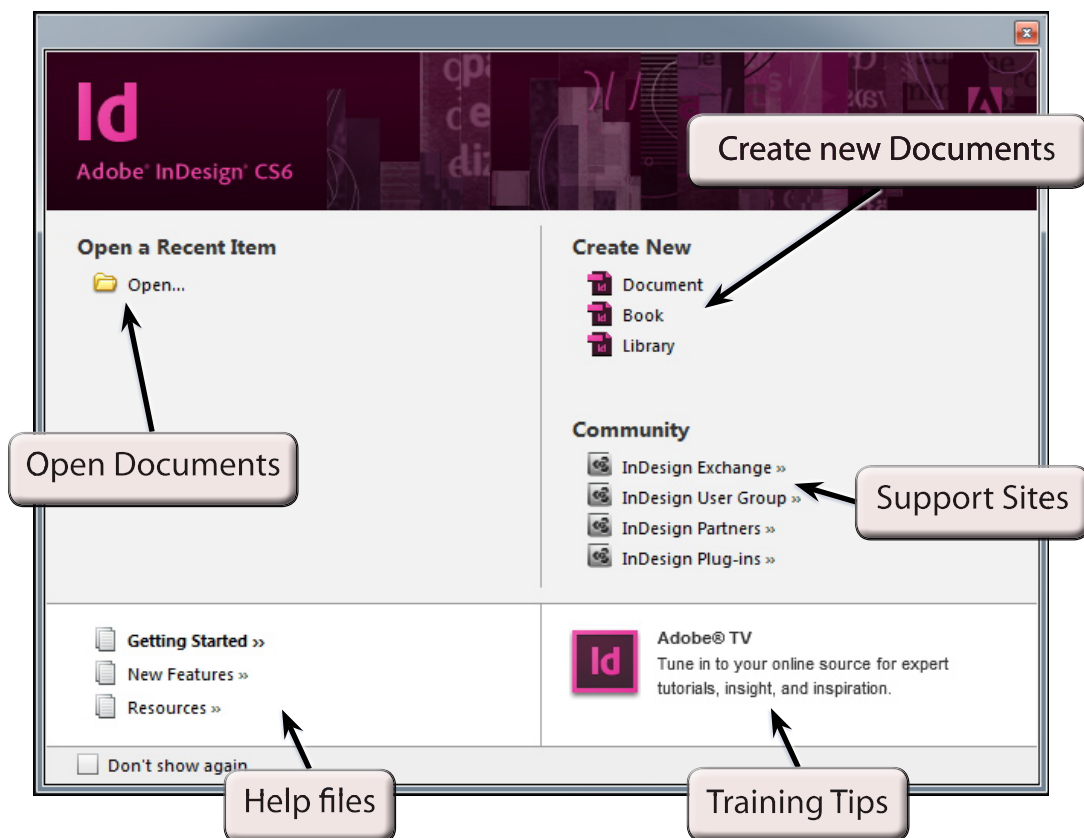 Id
Adobe® InDesign® CS6
Create new Documents
Open a Recent Item
Open...
Open Documents
Create New
Document
Book
Library
Community
InDesign Exchange »
InDesign User Group »
InDesign Partners »
InDesign Plug-ins »
Support Sites
Getting Started »
New Features »
Resources »
Help files
Id
Adobe® TV
Tune in to your online source for expert
tutorials, insight, and inspiration.
Training Tips
Don't show again